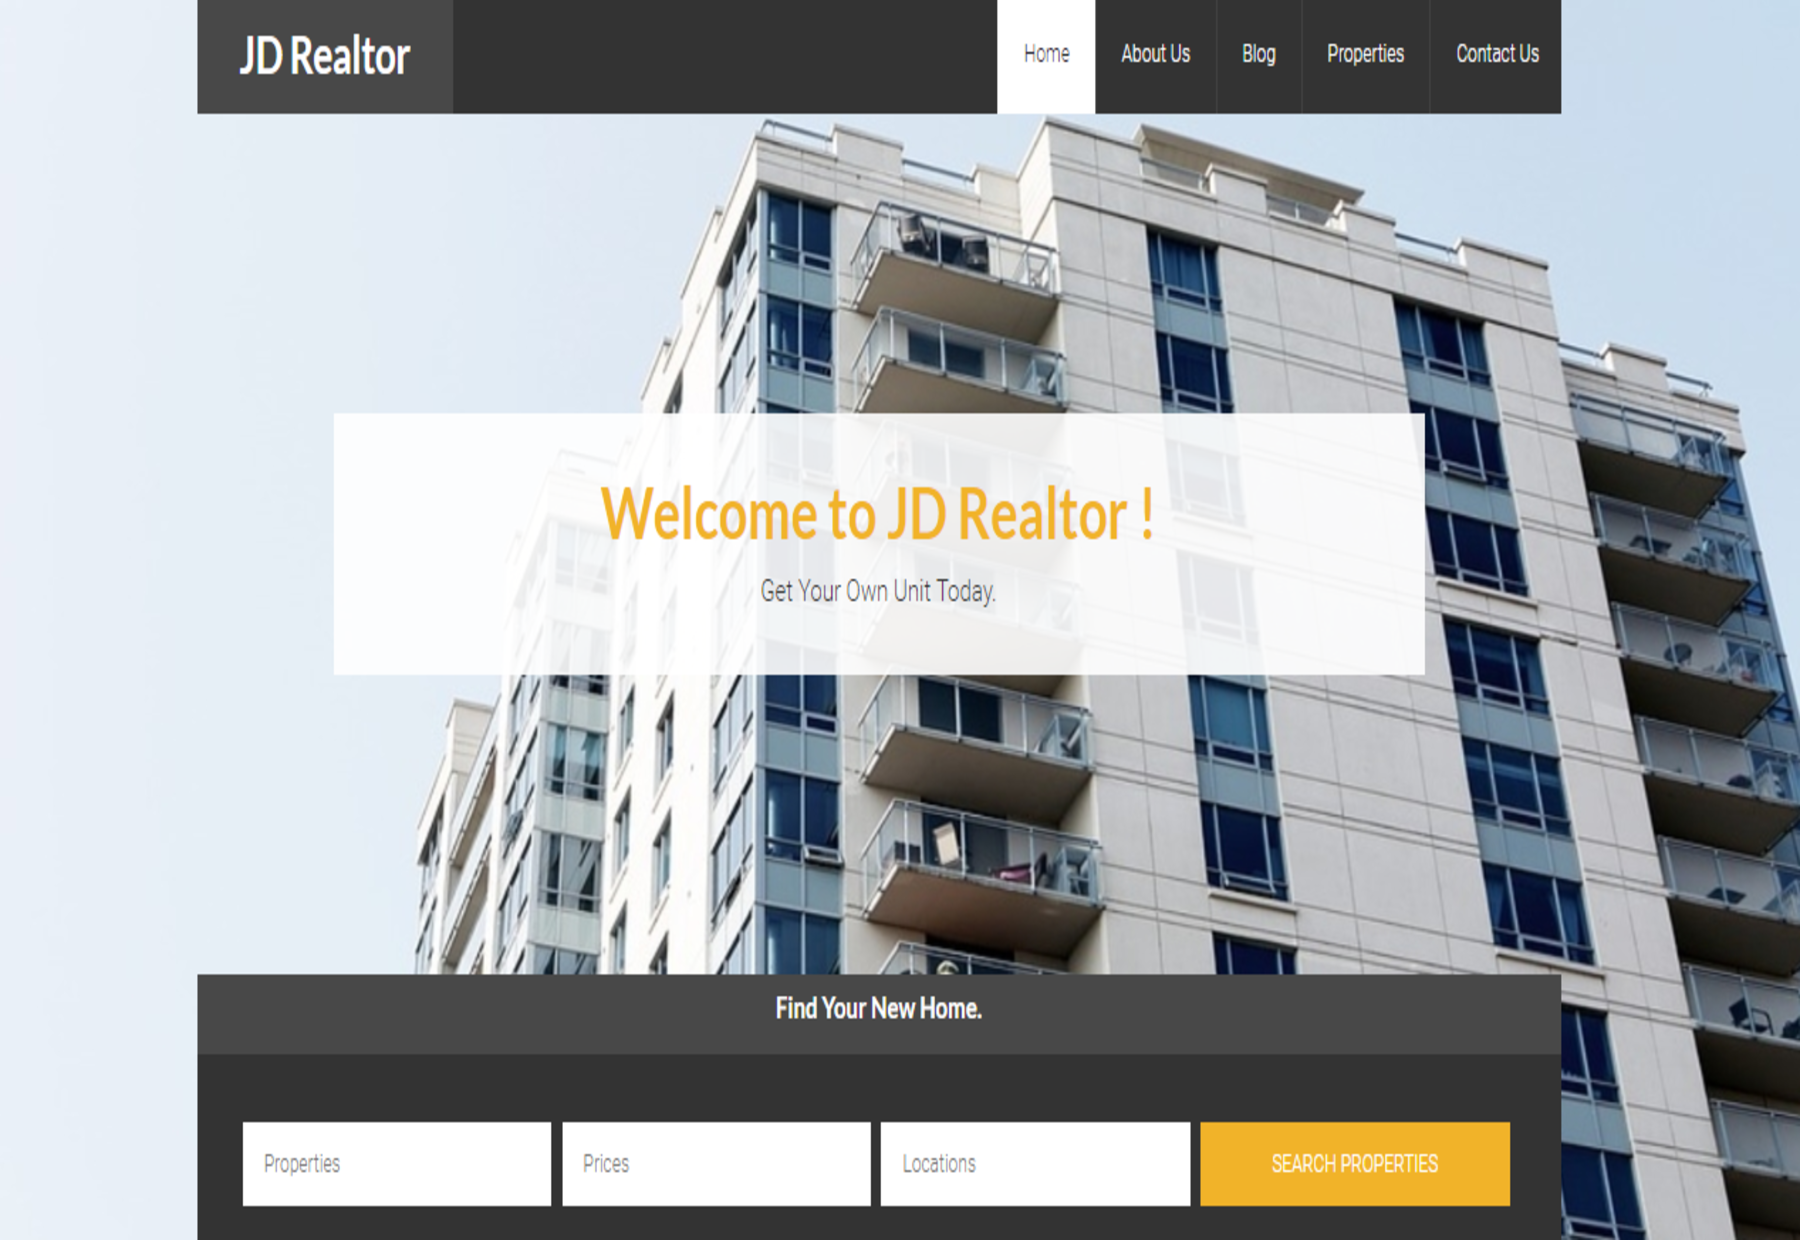 JD Realtor
Home About Us Blog Properties Contact Us
Welcome to JD Realtor !
Get Your Own Unit Today.
Find Your New Home.
Properties Prices Locations SEARCH PROPERTIES